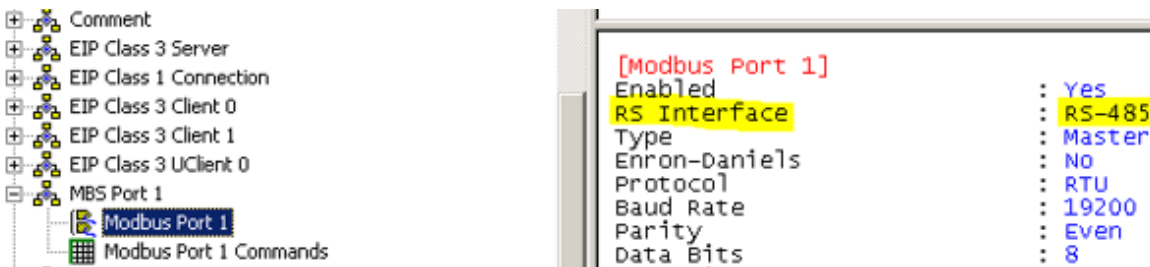 Comment
EIP Class 3 Server
EIP Class 1 Connection
EIP Class 3 Client 0
EIP Class 3 Client 1
EIP Class 3 UClient 0
MBS Port 1
Modbus Port 1
Modbus Port 1 Commands
[Modbus Port 1]
Enabled : Yes
RS Interface : RS-485
Type : Master
Enron-Daniels : No
Protocol : RTU
Baud Rate : 19200
Parity : Even
Data Bits : 8